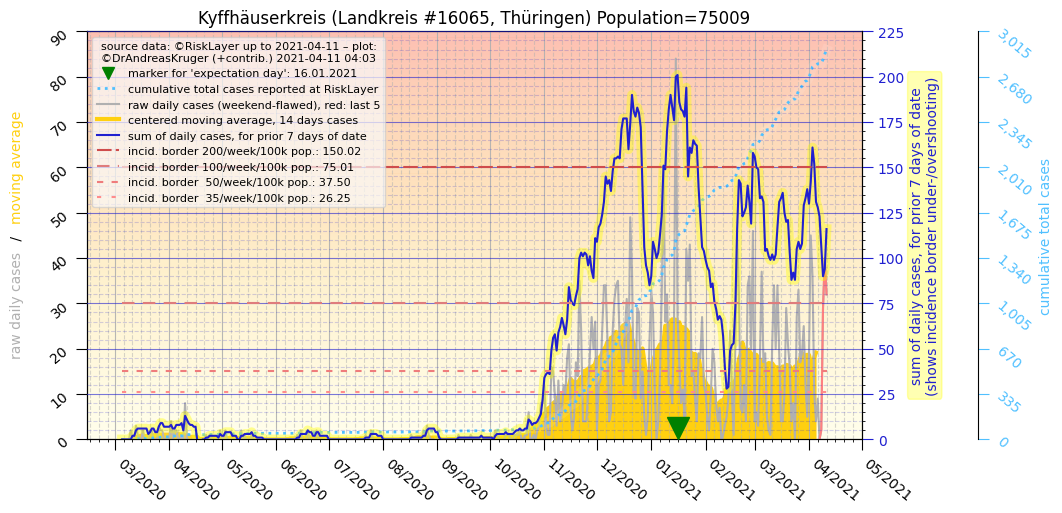 Kyffhäuserkreis (Landkreis #16065, Thüringen) Population=75009
source data: ©RiskLayer up to 2021-04-11 – plot:
©DrAndreasKruger (+contrib.) 2021-04-11 04:03
marker for 'expectation day': 16.01.2021
cumulative total cases reported at RiskLayer
raw daily cases (weekend-flawed), red: last 5
centered moving average, 14 days cases
sum of daily cases, for prior 7 days of date
incid. border 200/week/100k pop.: 150.02
incid. border 100/week/100k pop.: 75.01
incid. border  50/week/100k pop.: 37.50
incid. border  35/week/100k pop.: 26.25
raw daily cases  /  moving average
90
80
70
60
50
40
30
20
10
0
03/2020
04/2020
05/2020
06/2020
07/2020
08/2020
09/2020
10/2020
11/2020
12/2020
01/2021
02/2021
03/2021
04/2021
05/2021
225
200
175
150
125
100
75
50
25
0
sum of daily cases, for prior 7 days of date
(shows incidence border under-/overshooting)
3,015
2,680
2,345
2,010
1,675
1,340
1,005
670
335
0
cumulative total cases